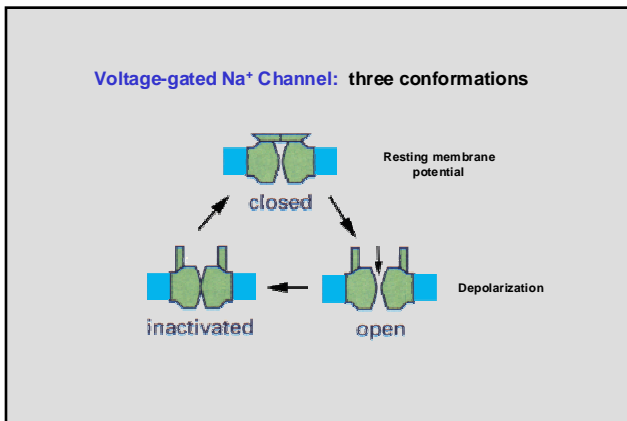 Voltage-gated Na⁺ Channel: three conformations
Resting membrane
potential
closed
Depolarization
inactivated
open